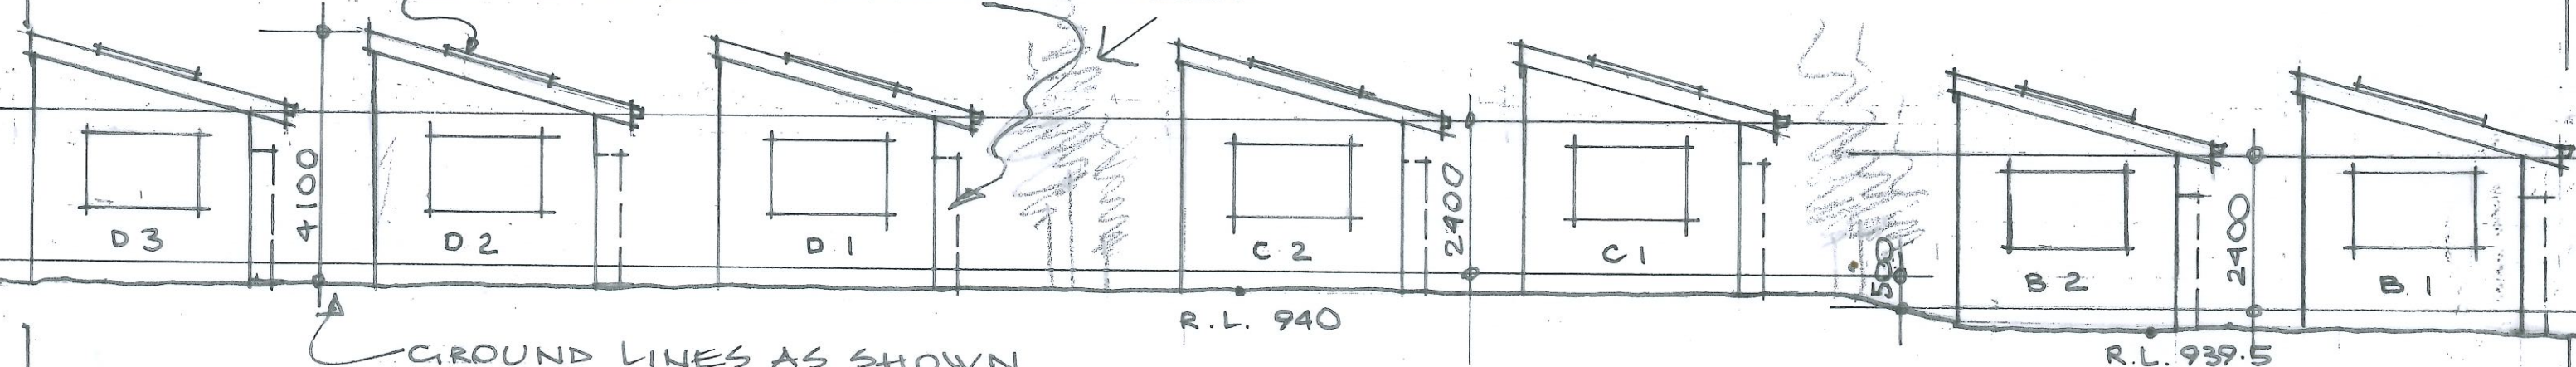 4100
2400
500
2400
D3
D2
D1
C2
C1
B2
B1
R.L. 940
R.L. 939.5
GROUND LINES AS SHOWN